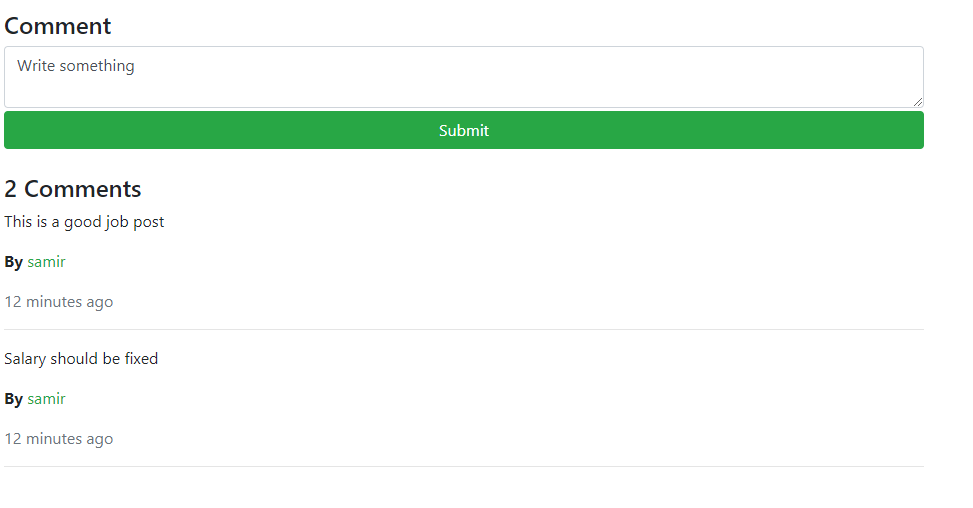 Comment
Write something
Submit
2 Comments
This is a good job post
By samir
12 minutes ago
Salary should be fixed
By samir
12 minutes ago